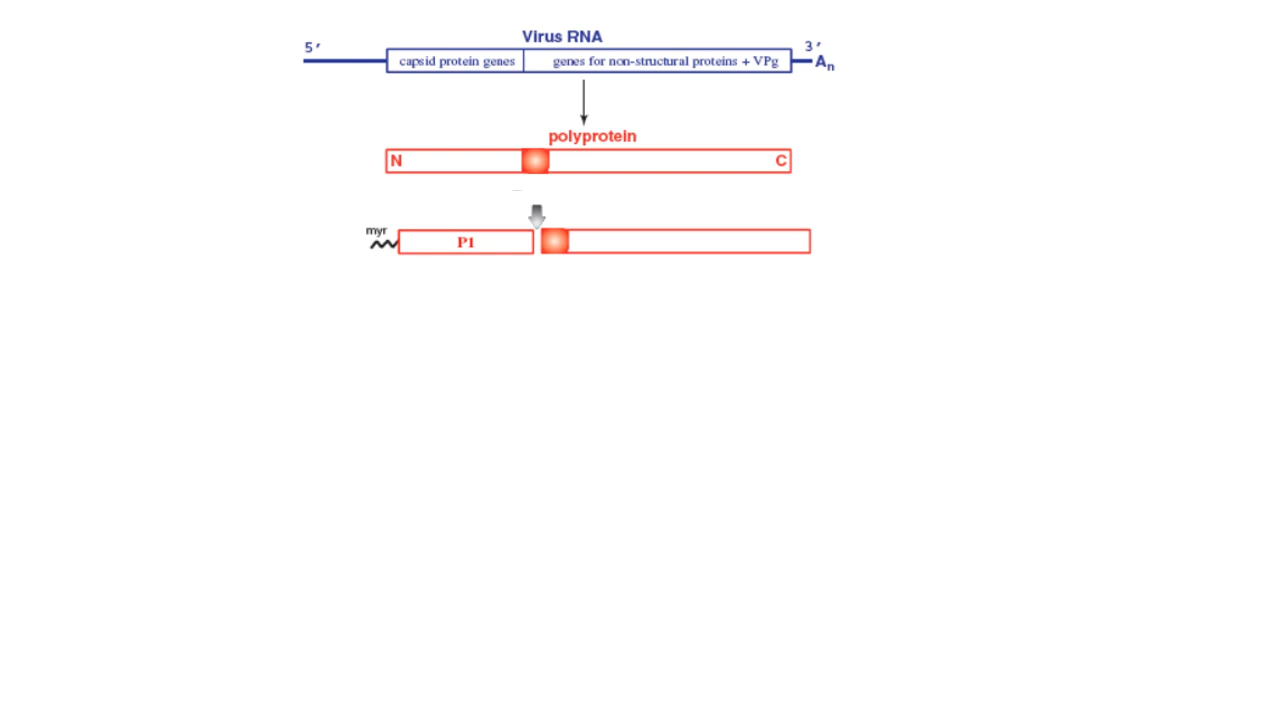 Virus RNA
5′ 3′
capsid protein genes genes for non-structural proteins + VPg An
polyprotein
N C
myr
P1